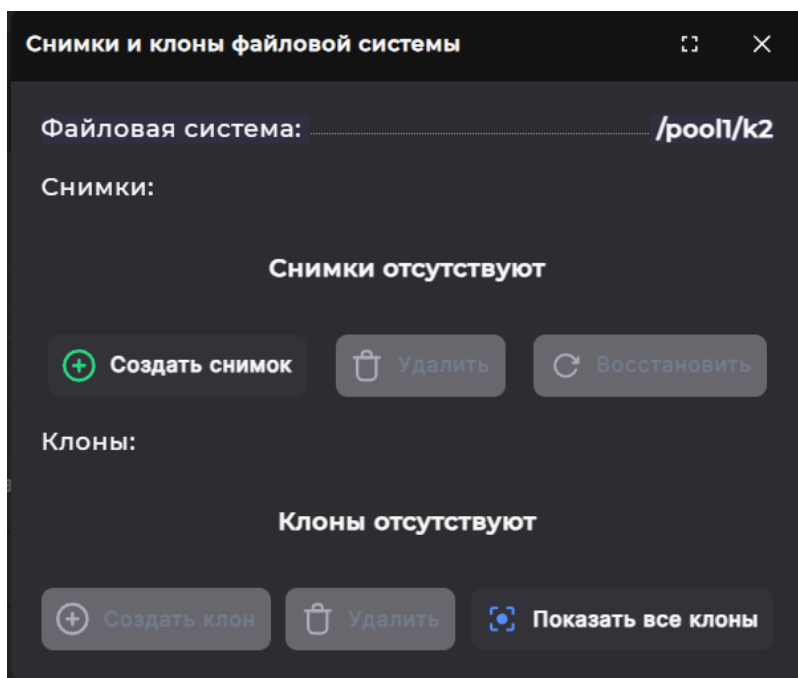 Снимки и клоны файловой системы
Файловая система: /pool1/k2
Снимки:
Снимки отсутствуют
Создать снимок Удалить Восстановить
Клоны:
Клоны отсутствуют
Создать клон Удалить Показать все клоны